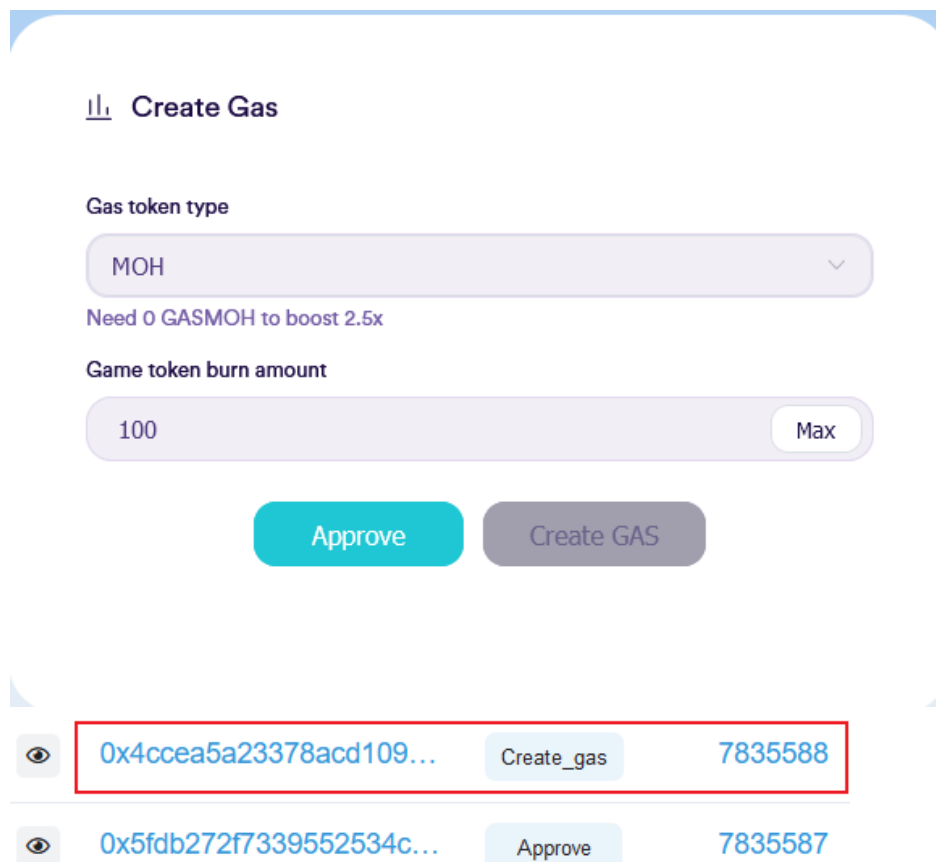 Create Gas
Gas token type
MOH
Need 0 GASMOH to boost 2.5x
Game token burn amount
100 Max
Approve Create GAS
0x4ccea5a23378acd109... Create_gas 7835588
0x5fdb272f7339552534c... Approve 7835587